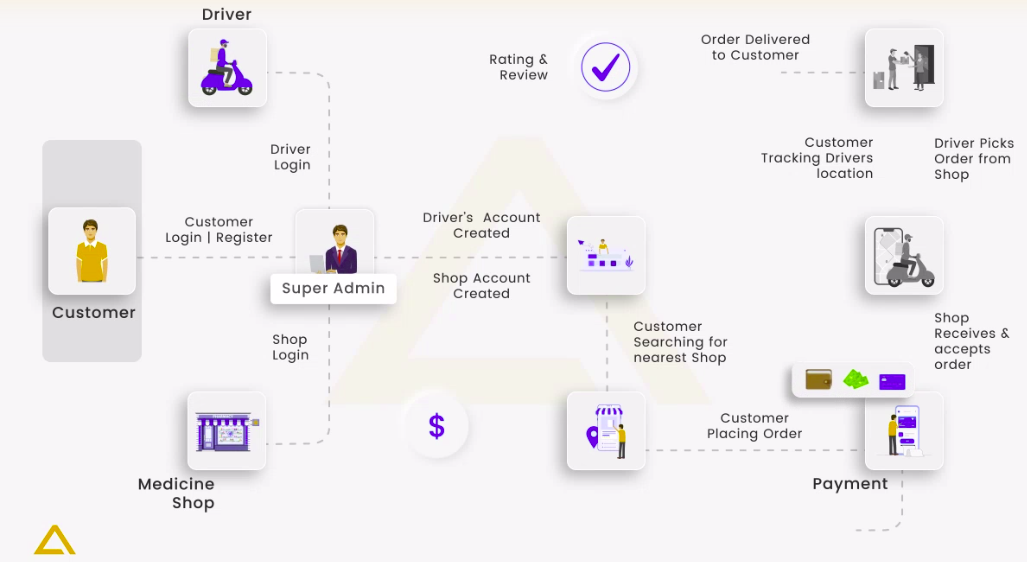 Driver
Rating &
Review
Order Delivered
to Customer
Driver
Login
Customer
Tracking Drivers
location
Driver Picks
Order from
Shop
Customer
Login | Register
Driver's Account
Created
Super Admin
Shop Account
Created
Customer
Shop
Login
Customer
Searching for
nearest Shop
Shop
Receives &
accepts
order
$
Customer
Placing Order
Medicine
Shop
Payment